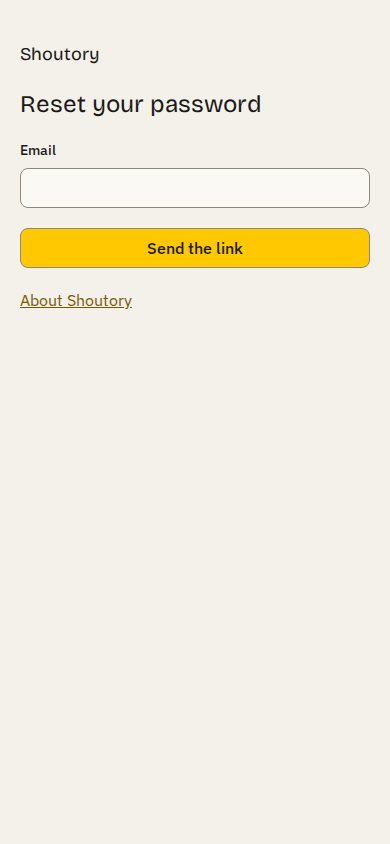 Shoutory
Reset your password
Email
Send the link
About Shoutory